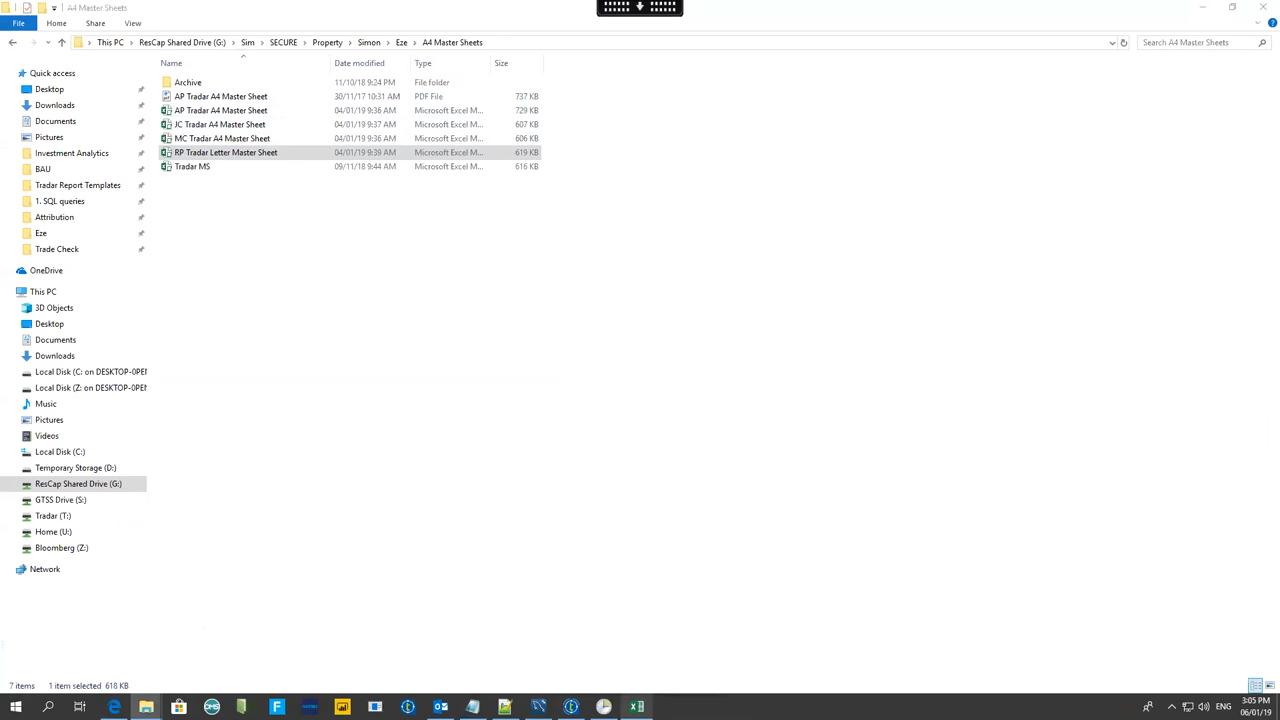 A4 Master Sheets
File Home Share View
This PC ResCap Shared Drive (G:) Sim SECURE Property Simon Eze A4 Master Sheets Search A4 Master Sheets
Name Date modified Type Size
Quick access
Desktop
Downloads
Documents
Pictures
Investment Analytics
BAU
Tradar Report Templates
1. SQL queries
Attribution
Eze
Trade Check
OneDrive
This PC
3D Objects
Desktop
Documents
Downloads
Local Disk (C: on DESKTOP-0PEN
Local Disk (Z: on DESKTOP-0PEN
Music
Pictures
Videos
Local Disk (C:)
Temporary Storage (D:)
ResCap Shared Drive (G:)
GTSS Drive (S:)
Tradar (T:)
Home (U:)
Bloomberg (Z:)
Network
Archive 11/10/18 9:24 PM File folder
AP Tradar A4 Master Sheet 30/11/17 10:31 AM PDF File 737 KB
AP Tradar A4 Master Sheet 04/01/19 9:36 AM Microsoft Excel M... 729 KB
JC Tradar A4 Master Sheet 04/01/19 9:37 AM Microsoft Excel M... 607 KB
MC Tradar A4 Master Sheet 04/01/19 9:36 AM Microsoft Excel M... 606 KB
RP Tradar Letter Master Sheet 04/01/19 9:39 AM Microsoft Excel M... 619 KB
Tradar MS 09/11/18 9:44 AM Microsoft Excel M... 616 KB
7 items 1 item selected 618 KB
ENG
3:05 PM
06/01/19